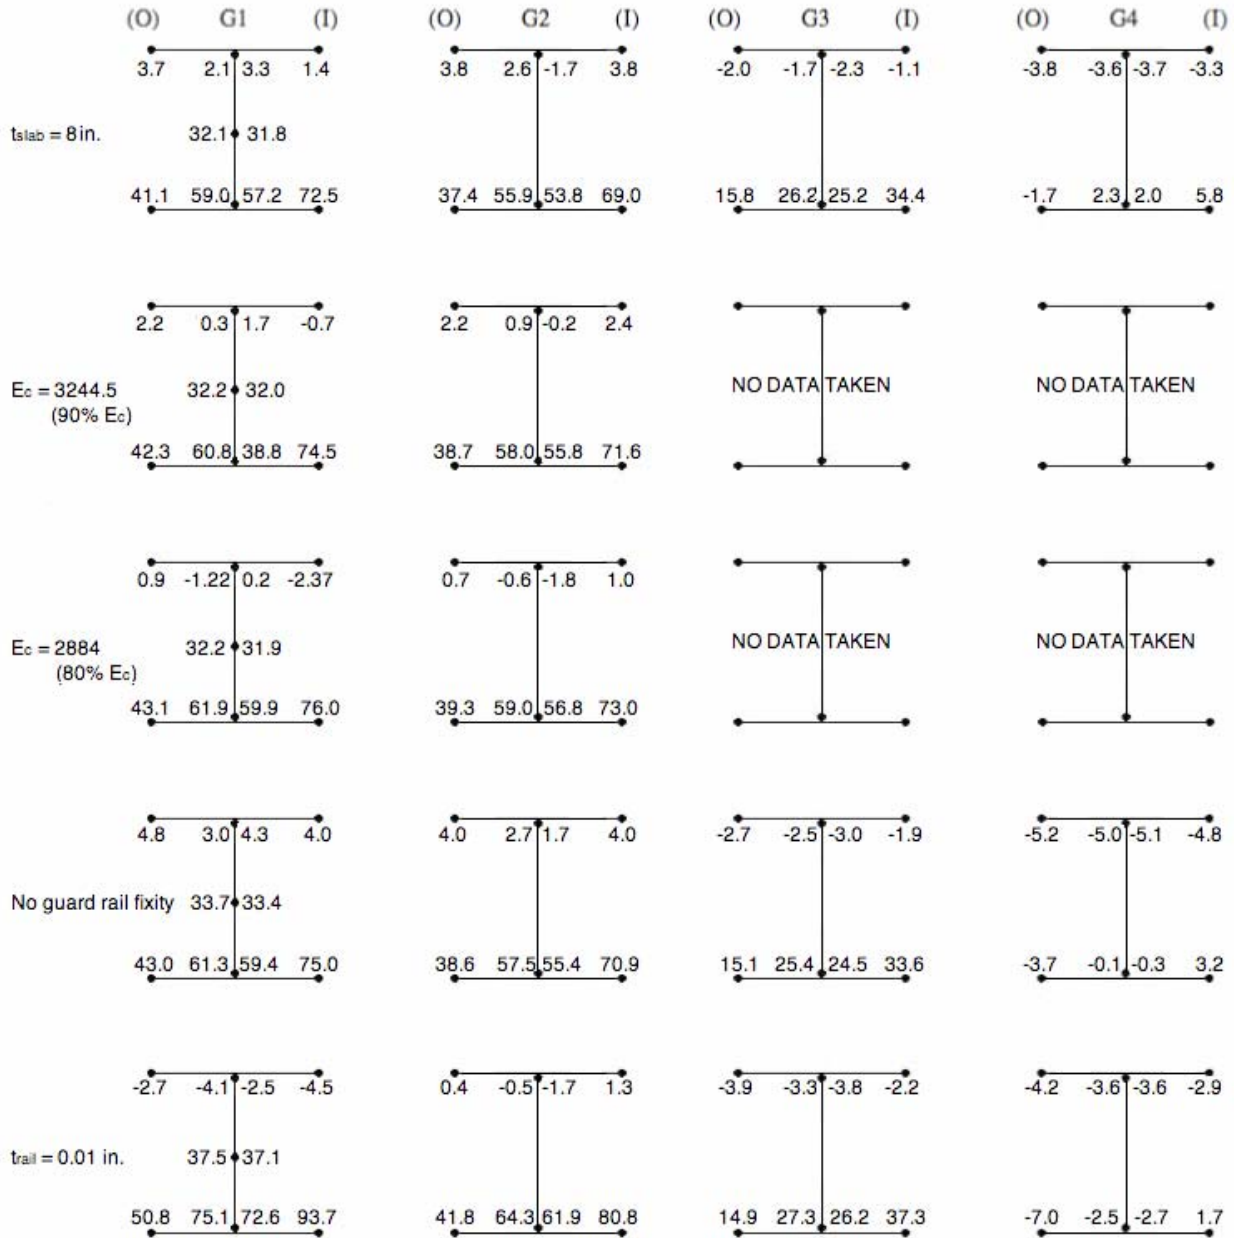 (O) G1 (I) (O) G2 (I) (O) G3 (I) (O) G4 (I)
3.7 2.1 3.3 1.4 3.8 2.6 -1.7 3.8 -2.0 -1.7 -2.3 -1.1 -3.8 -3.6 -3.7 -3.3
tslab = 8 in. 32.1 31.8
41.1 59.0 57.2 72.5 37.4 55.9 53.8 69.0 15.8 26.2 25.2 34.4 -1.7 2.3 2.0 5.8
2.2 0.3 1.7 -0.7 2.2 0.9 -0.2 2.4
Ec = 3244.5 32.2 32.0 NO DATA TAKEN NO DATA TAKEN
(90% Ec)
42.3 60.8 38.8 74.5 38.7 58.0 55.8 71.6
0.9 -1.22 0.2 -2.37 0.7 -0.6 -1.8 1.0
Ec = 2884 32.2 31.9 NO DATA TAKEN NO DATA TAKEN
(80% Ec)
43.1 61.9 59.9 76.0 39.3 59.0 56.8 73.0
4.8 3.0 4.3 4.0 4.0 2.7 1.7 4.0 -2.7 -2.5 -3.0 -1.9 -5.2 -5.0 -5.1 -4.8
No guard rail fixity 33.7 33.4
43.0 61.3 59.4 75.0 38.6 57.5 55.4 70.9 15.1 25.4 24.5 33.6 -3.7 -0.1 -0.3 3.2
-2.7 -4.1 -2.5 -4.5 0.4 -0.5 -1.7 1.3 -3.9 -3.3 -3.8 -2.2 -4.2 -3.6 -3.6 -2.9
trail = 0.01 in. 37.5 37.1
50.8 75.1 72.6 93.7 41.8 64.3 61.9 80.8 14.9 27.3 26.2 37.3 -7.0 -2.5 -2.7 1.7